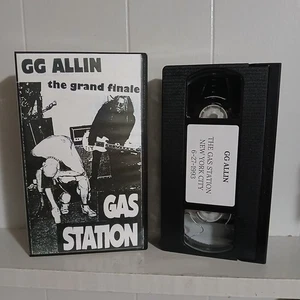 GG ALLIN
the grand finale
GAS
STATION
GG ALLIN
THE GAS STATION
NEW YORK CITY
6-27-1993